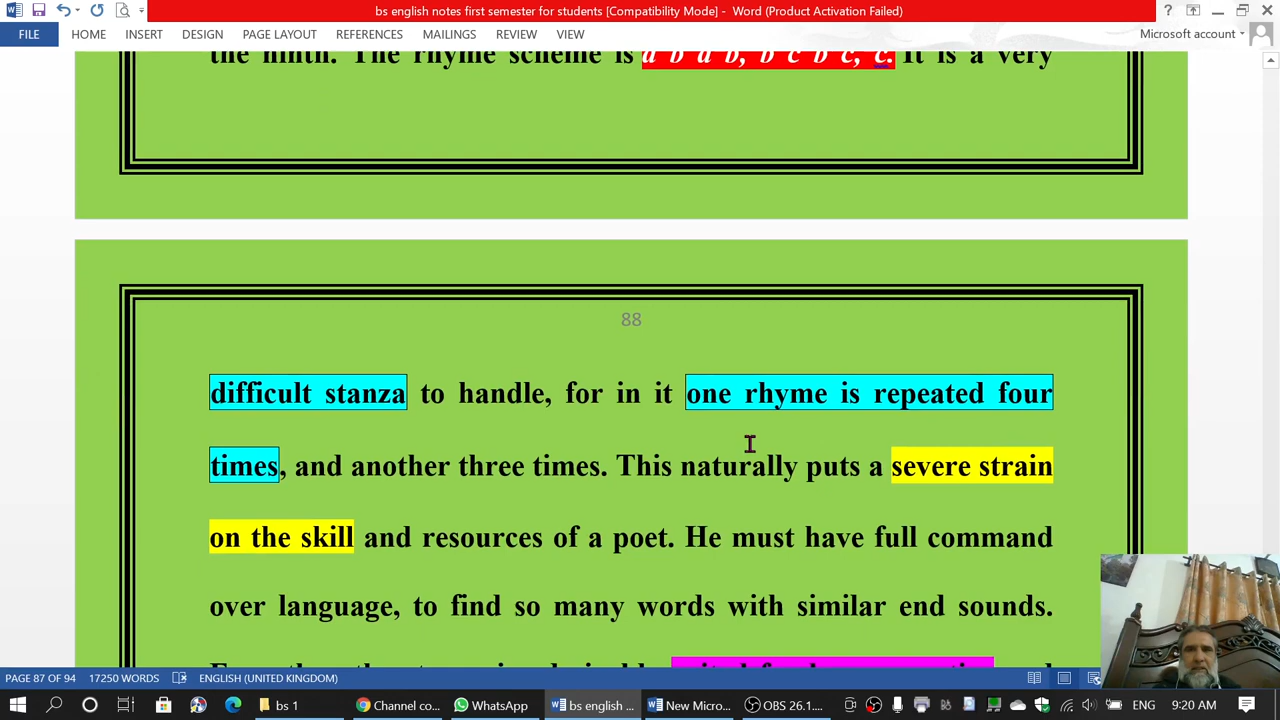 bs english notes first semester for students [Compatibility Mode] - Word (Product Activation Failed)
FILE HOME INSERT DESIGN PAGE LAYOUT REFERENCES MAILINGS REVIEW VIEW Microsoft account
the ninth. The rhyme scheme is a b a b, b c b c, c. It is a very
88
difficult stanza to handle, for in it one rhyme is repeated four
times, and another three times. This naturally puts a severe strain
on the skill and resources of a poet. He must have full command
over language, to find so many words with similar end sounds.
PAGE 87 OF 94 17250 WORDS ENGLISH (UNITED KINGDOM)
bs 1 Channel co... WhatsApp bs english ... New Micros... OBS 26.1.... ENG 9:20 AM